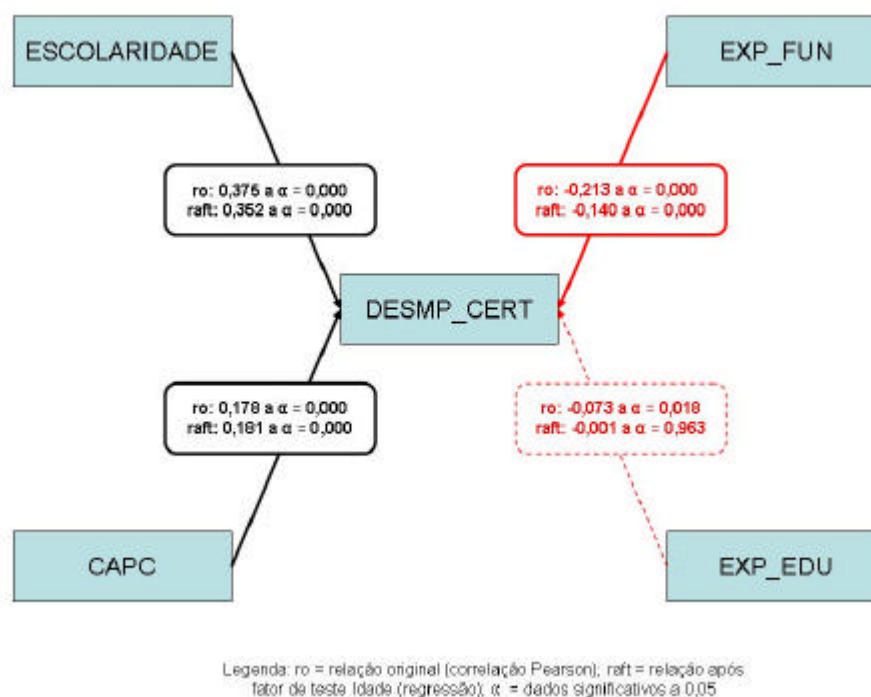 ESCOLARIDADE
EXP_FUN
ro: 0,375 a α = 0,000
raft: 0,352 a α = 0,000
ro: -0,213 a α = 0,000
raft: -0,140 a α = 0,000
DESMP_CERT
ro: 0,178 a α = 0,000
raft: 0,181 a α = 0,000
ro: -0,073 a α = 0,018
raft: -0,001 a α = 0,963
CAPC
EXP_EDU
Legenda: ro = relação original (correlação Pearson); raft = relação após
fator de teste Idade (regressão); α = dados significativos a 0,05